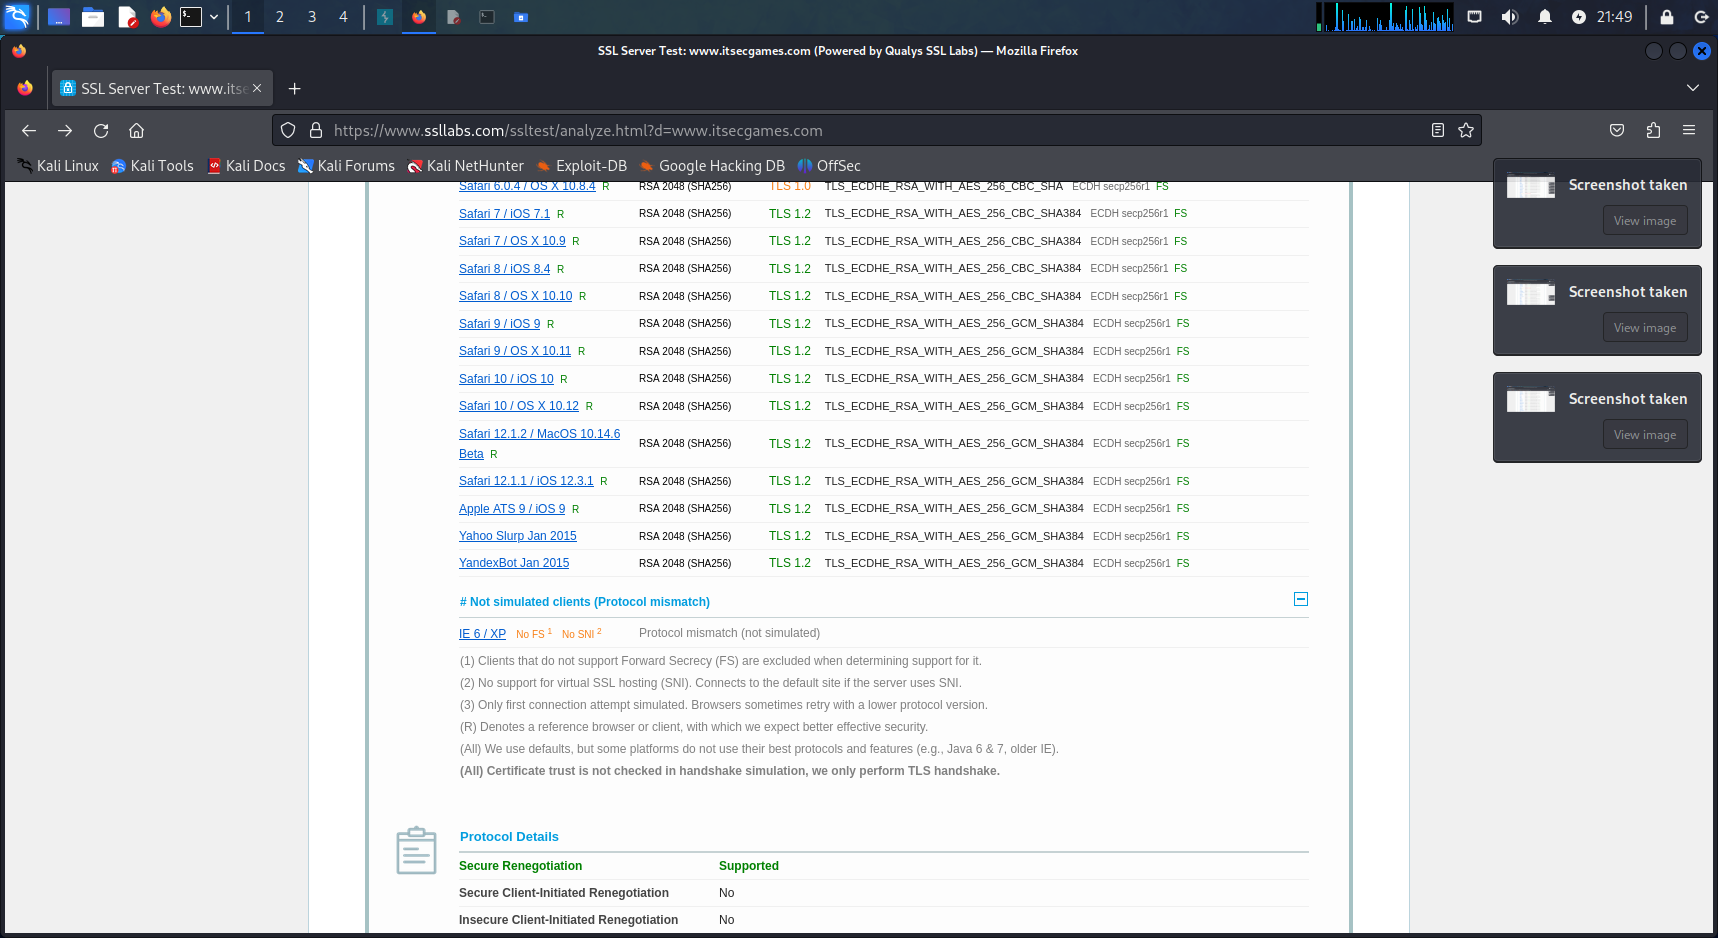 1 2 3 4 21:49
SSL Server Test: www.itsecgames.com (Powered by Qualys SSL Labs) — Mozilla Firefox
SSL Server Test: www.itse
https://www.ssllabs.com/ssltest/analyze.html?d=www.itsecgames.com
Kali Linux Kali Tools Kali Docs Kali Forums Kali NetHunter Exploit-DB Google Hacking DB OffSec
Screenshot taken
View image
Screenshot taken
View image
Screenshot taken
View image
Safari 6.0.4 / OS X 10.8.4 R RSA 2048 (SHA256) TLS 1.0 TLS_ECDHE_RSA_WITH_AES_256_CBC_SHA ECDH secp256r1 FS
Safari 7 / iOS 7.1 R RSA 2048 (SHA256) TLS 1.2 TLS_ECDHE_RSA_WITH_AES_256_CBC_SHA384 ECDH secp256r1 FS
Safari 7 / OS X 10.9 R RSA 2048 (SHA256) TLS 1.2 TLS_ECDHE_RSA_WITH_AES_256_CBC_SHA384 ECDH secp256r1 FS
Safari 8 / iOS 8.4 R RSA 2048 (SHA256) TLS 1.2 TLS_ECDHE_RSA_WITH_AES_256_CBC_SHA384 ECDH secp256r1 FS
Safari 8 / OS X 10.10 R RSA 2048 (SHA256) TLS 1.2 TLS_ECDHE_RSA_WITH_AES_256_CBC_SHA384 ECDH secp256r1 FS
Safari 9 / iOS 9 R RSA 2048 (SHA256) TLS 1.2 TLS_ECDHE_RSA_WITH_AES_256_GCM_SHA384 ECDH secp256r1 FS
Safari 9 / OS X 10.11 R RSA 2048 (SHA256) TLS 1.2 TLS_ECDHE_RSA_WITH_AES_256_GCM_SHA384 ECDH secp256r1 FS
Safari 10 / iOS 10 R RSA 2048 (SHA256) TLS 1.2 TLS_ECDHE_RSA_WITH_AES_256_GCM_SHA384 ECDH secp256r1 FS
Safari 10 / OS X 10.12 R RSA 2048 (SHA256) TLS 1.2 TLS_ECDHE_RSA_WITH_AES_256_GCM_SHA384 ECDH secp256r1 FS
Safari 12.1.2 / MacOS 10.14.6
Beta R RSA 2048 (SHA256) TLS 1.2 TLS_ECDHE_RSA_WITH_AES_256_GCM_SHA384 ECDH secp256r1 FS
Safari 12.1.1 / iOS 12.3.1 R RSA 2048 (SHA256) TLS 1.2 TLS_ECDHE_RSA_WITH_AES_256_GCM_SHA384 ECDH secp256r1 FS
Apple ATS 9 / iOS 9 R RSA 2048 (SHA256) TLS 1.2 TLS_ECDHE_RSA_WITH_AES_256_GCM_SHA384 ECDH secp256r1 FS
Yahoo Slurp Jan 2015 RSA 2048 (SHA256) TLS 1.2 TLS_ECDHE_RSA_WITH_AES_256_GCM_SHA384 ECDH secp256r1 FS
YandexBot Jan 2015 RSA 2048 (SHA256) TLS 1.2 TLS_ECDHE_RSA_WITH_AES_256_GCM_SHA384 ECDH secp256r1 FS
# Not simulated clients (Protocol mismatch)
IE 6 / XP No FS 1 No SNI 2 Protocol mismatch (not simulated)
(1) Clients that do not support Forward Secrecy (FS) are excluded when determining support for it.
(2) No support for virtual SSL hosting (SNI). Connects to the default site if the server uses SNI.
(3) Only first connection attempt simulated. Browsers sometimes retry with a lower protocol version.
(R) Denotes a reference browser or client, with which we expect better effective security.
(All) We use defaults, but some platforms do not use their best protocols and features (e.g., Java 6 & 7, older IE).
(All) Certificate trust is not checked in handshake simulation, we only perform TLS handshake.
Protocol Details
Secure Renegotiation Supported
Secure Client-Initiated Renegotiation No
Insecure Client-Initiated Renegotiation No